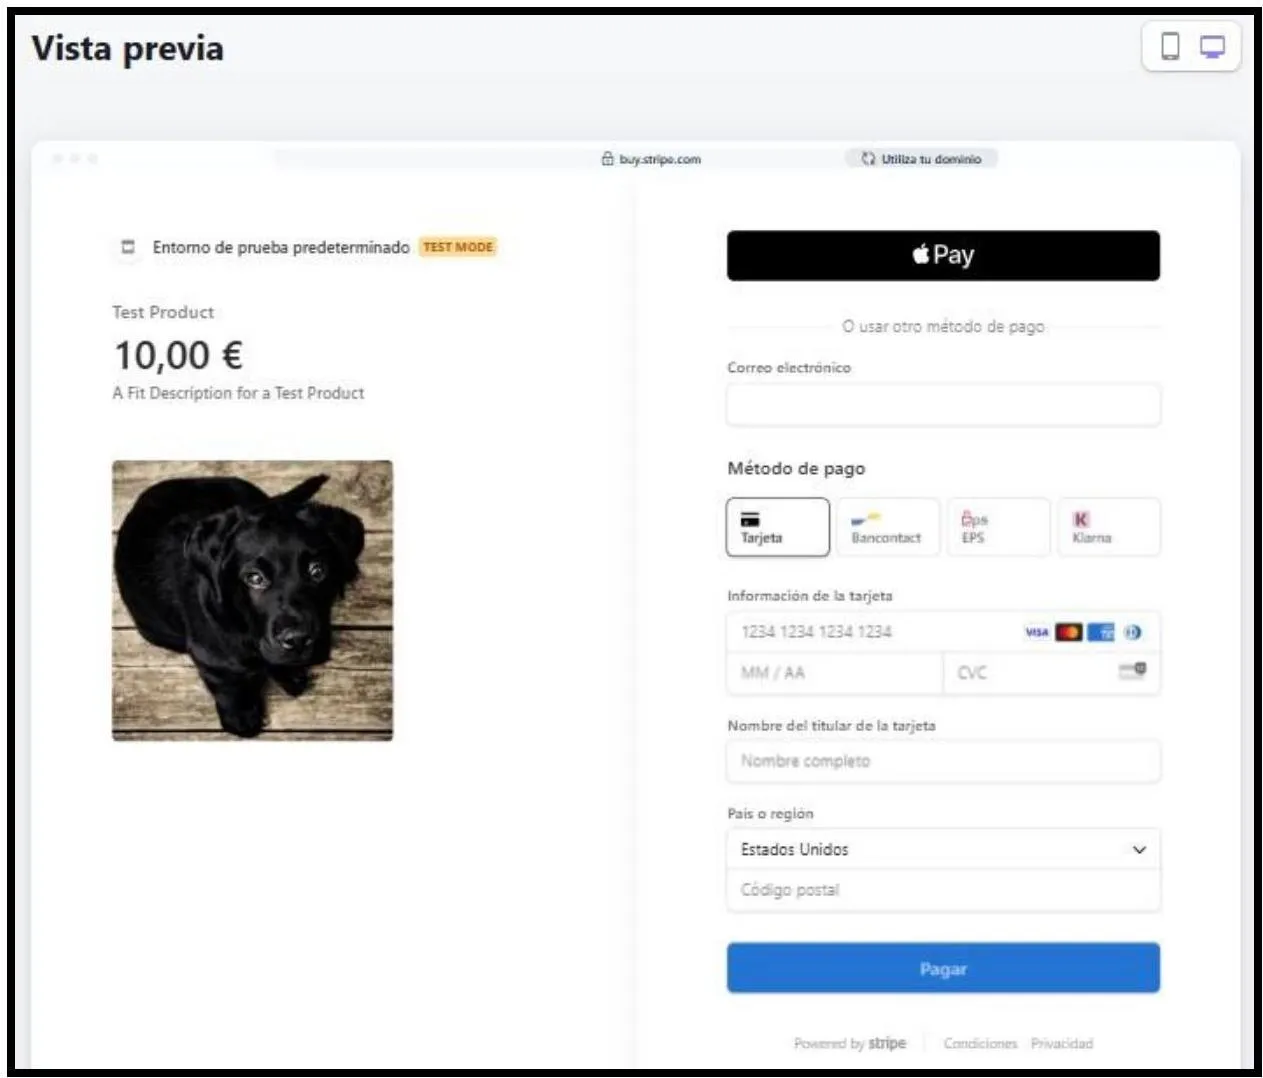 Vista previa
buy.stripe.com
Utiliza tu dominio
Entorno de prueba predeterminado TEST MODE
Test Product
10,00 €
A Fit Description for a Test Product
Pay
O usar otro método de pago
Correo electrónico
Método de pago
Tarjeta
Bancontact
eps
EPS
K
Klarna
Información de la tarjeta
1234 1234 1234 1234
VISA
MM / AA
CVC
Nombre del titular de la tarjeta
Nombre completo
País o región
Estados Unidos
Código postal
Pagar
Powered by stripe
Condiciones Privacidad